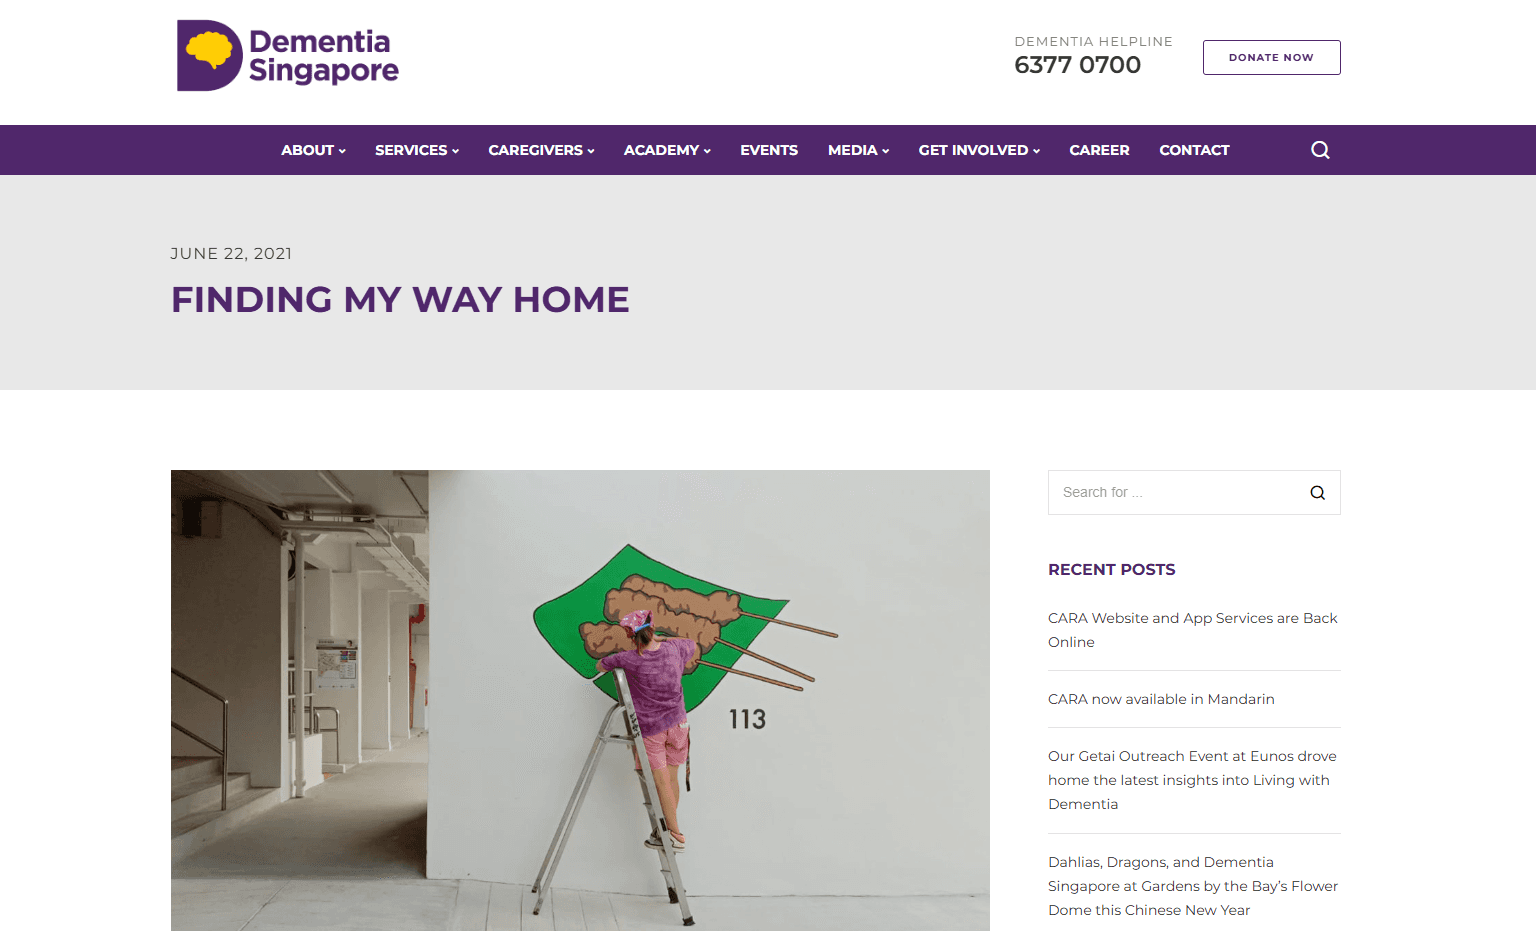 Dementia
Singapore
DEMENTIA HELPLINE
6377 0700
DONATE NOW
ABOUT
SERVICES
CAREGIVERS
ACADEMY
EVENTS
MEDIA
GET INVOLVED
CAREER
CONTACT
JUNE 22, 2021
FINDING MY WAY HOME
113
Search for ...
RECENT POSTS
CARA Website and App Services are Back
Online
CARA now available in Mandarin
Our Getai Outreach Event at Eunos drove
home the latest insights into Living with
Dementia
Dahlias, Dragons, and Dementia
Singapore at Gardens by the Bay’s Flower
Dome this Chinese New Year